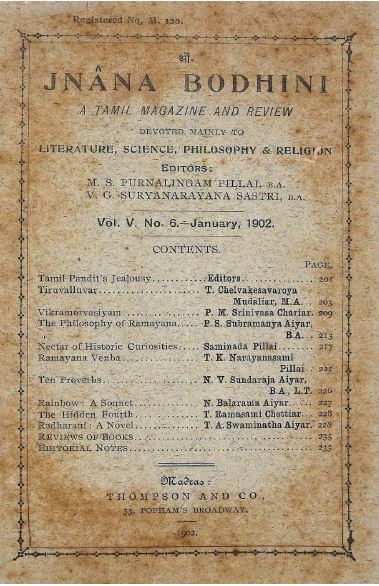 Registered No. M. 120.
ஓம்.
JNÂNA BODHINI
A TAMIL MAGAZINE AND REVIEW
DEVOTED MAINLY TO
LITERATURE, SCIENCE, PHILOSOPHY & RELIGION
EDITORS:
M. S. PURNALINGAM PILLAI, B.A.
V. G. SURYANARAYANA SASTRI, B.A.
Vol. V. No. 6.—January, 1902.
CONTENTS.
PAGE.
Tamil Pandit's Jealousy............Editors.................. 201
Tiruvalluvar........................ T. Chelvakesavaroya
Mudaliar, M.A. ... 203
Vikramorvasiyam .................. P. M. Srinivasa Chariar. 209
The Philosophy of Ramayana..... P. S. Subramanya Aiyar,
B.A. ... 213
Nectar of Historic Curiosities..... Saminada Pillai ......... 217
Ramayana Venba.................. T. K. Narayanasami
Pillai ... 221
Ten Proverbs........................ N. V. Sundaraja Aiyar,
B.A., L.T. 226
Rainbow : A Sonnet............... N. Balarama Aiyar...... 227
The Hidden Fourth................ T. Ramasami Chettiar.. 228
Radharani : A Novel.............. T. A. Swaminatha Aiyar. 228
REVIEWS OF BOOKS .............................................. 235
EDITORIAL NOTES................................................ 235
Madras:
THOMPSON AND CO.,
33, POPHAM'S BROADWAY.
1902.